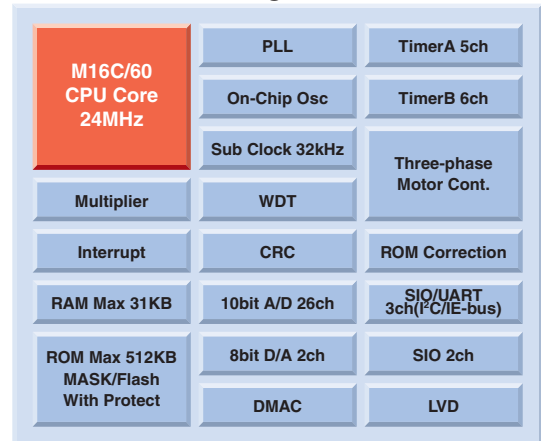 M16C/60
CPU Core
24MHz
Multiplier
Interrupt
RAM Max 31KB
ROM Max 512KB
MASK/Flash
With Protect
PLL
On-Chip Osc
Sub Clock 32kHz
WDT
CRC
10bit A/D 26ch
8bit D/A 2ch
DMAC
TimerA 5ch
TimerB 6ch
Three-phase
Motor Cont.
ROM Correction
SIO/UART
3ch(I²C/IE-bus)
SIO 2ch
LVD